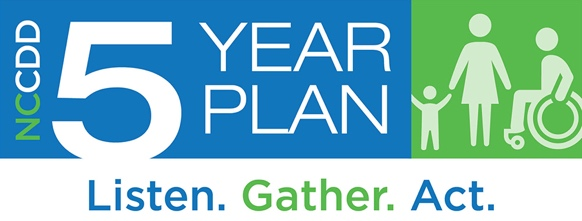 NCCDD
5 YEAR
PLAN
Listen. Gather. Act.